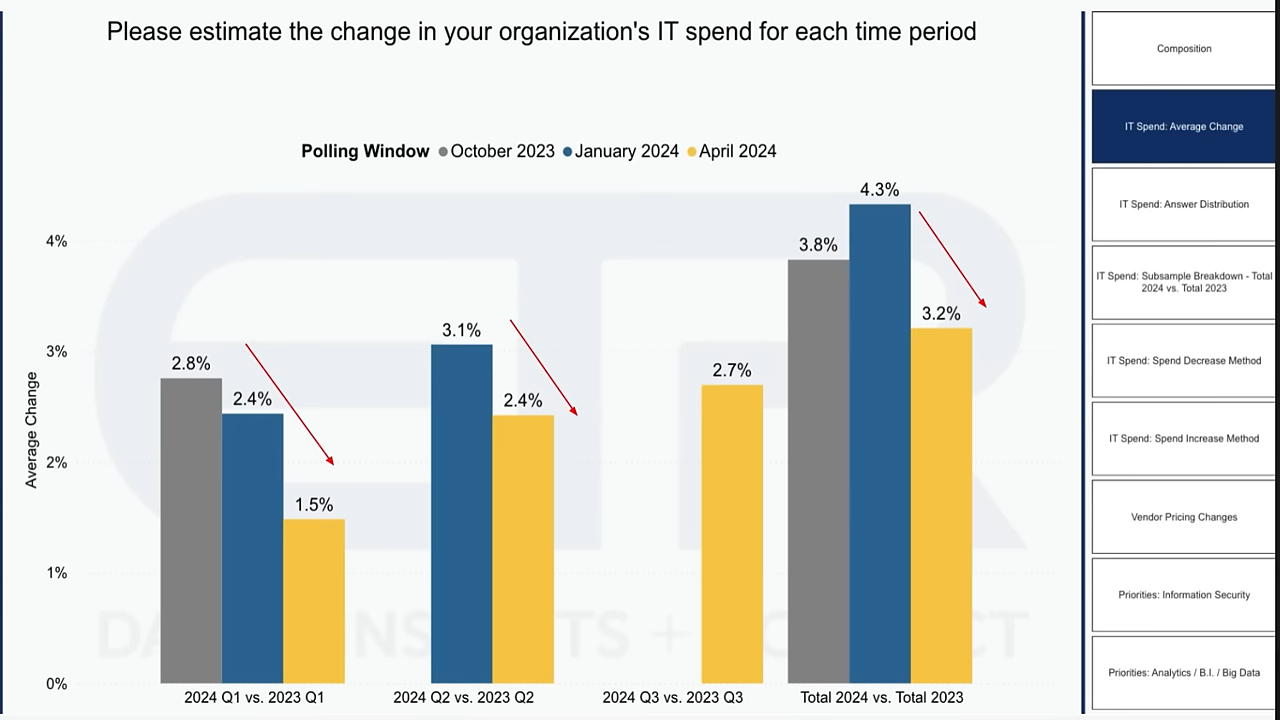 Please estimate the change in your organization's IT spend for each time period
Polling Window October 2023 January 2024 April 2024
Average Change
4%
3%
2%
1%
0%
2.8%
2.4%
1.5%
3.1%
2.4%
2.7%
3.8%
4.3%
3.2%
2024 Q1 vs. 2023 Q1
2024 Q2 vs. 2023 Q2
2024 Q3 vs. 2023 Q3
Total 2024 vs. Total 2023
Composition
IT Spend: Average Change
IT Spend: Answer Distribution
IT Spend: Subsample Breakdown - Total
2024 vs. Total 2023
IT Spend: Spend Decrease Method
IT Spend: Spend Increase Method
Vendor Pricing Changes
Priorities: Information Security
Priorities: Analytics / B.I. / Big Data